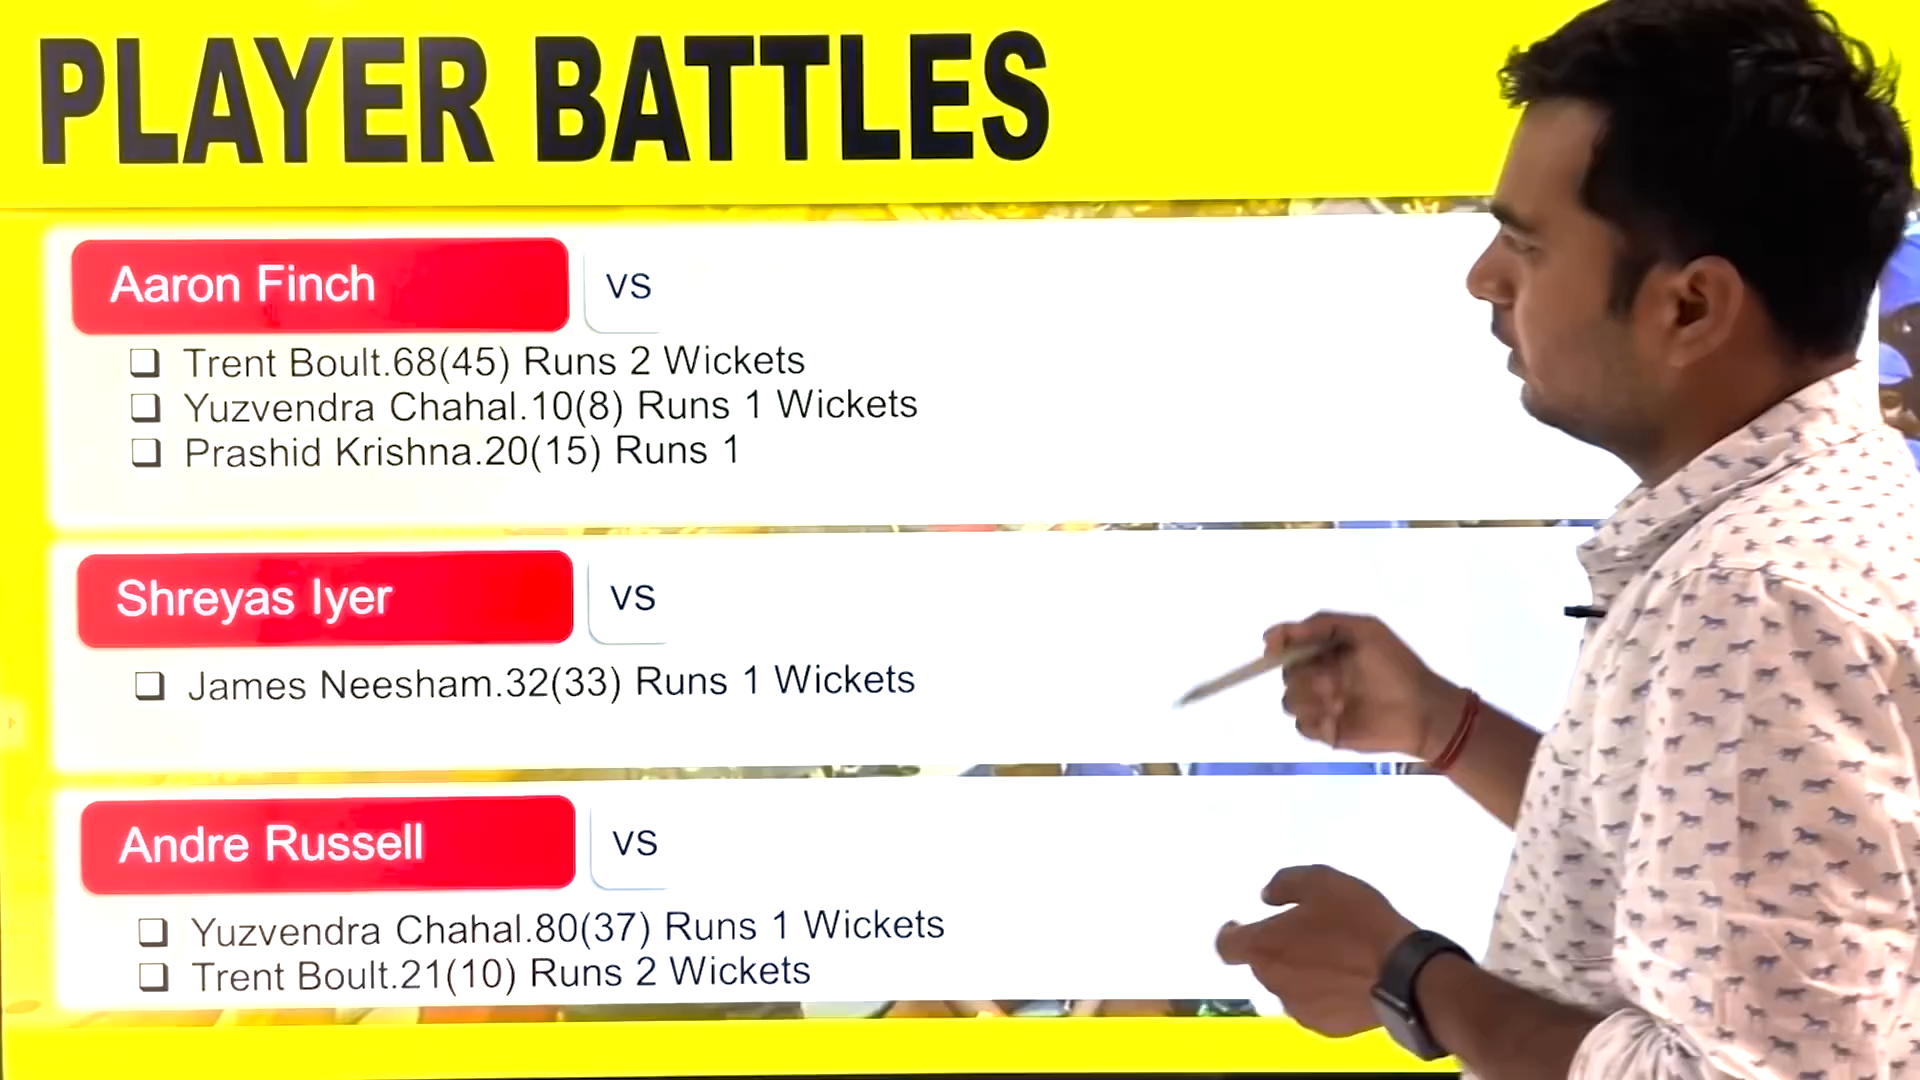 PLAYER BATTLES
Aaron Finch vs
❑ Trent Boult.68(45) Runs 2 Wickets
❑ Yuzvendra Chahal.10(8) Runs 1 Wickets
❑ Prashid Krishna.20(15) Runs 1
Shreyas Iyer vs
❑ James Neesham.32(33) Runs 1 Wickets
Andre Russell vs
❑ Yuzvendra Chahal.80(37) Runs 1 Wickets
❑ Trent Boult.21(10) Runs 2 Wickets